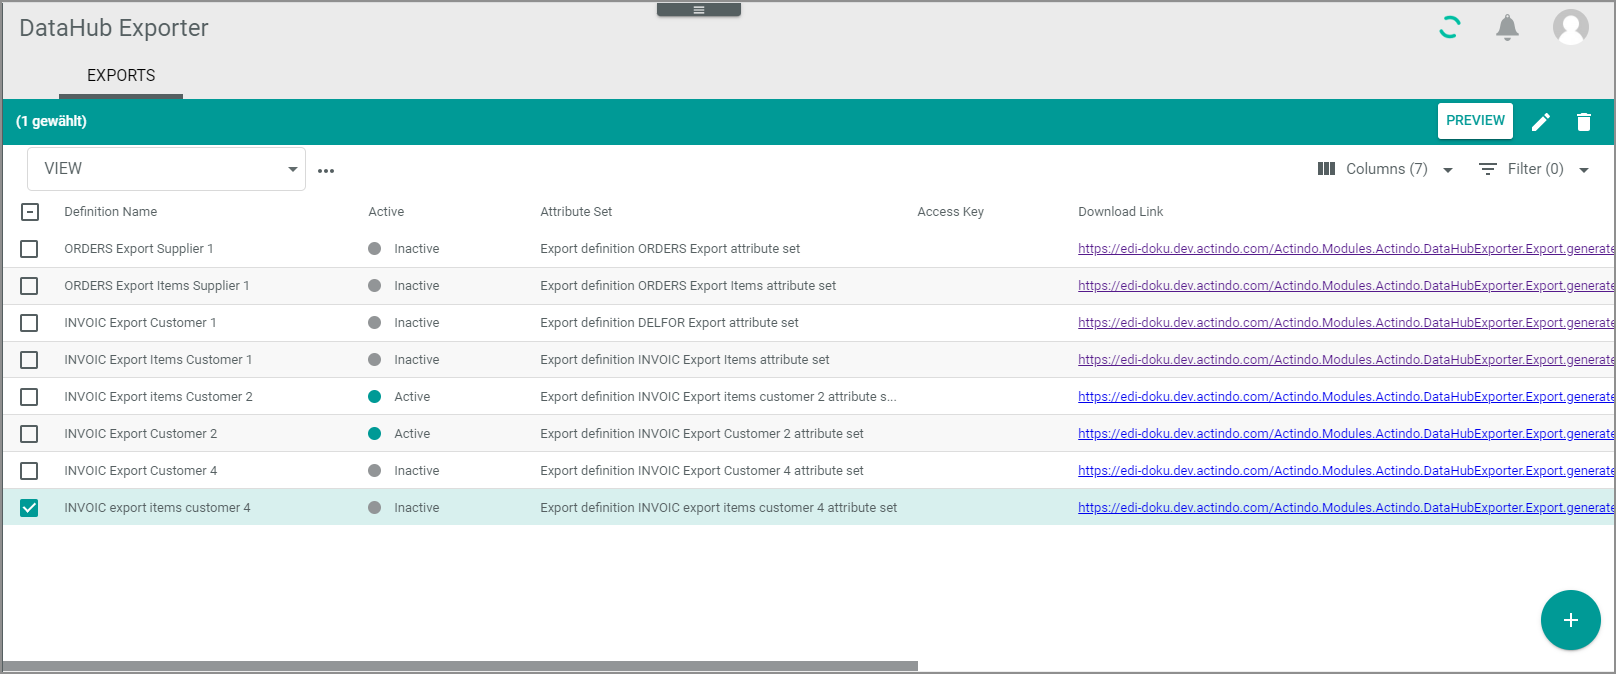 DataHub Exporter
EXPORTS
(1 gewählt)
PREVIEW
VIEW
Columns (7)
Filter (0)
Definition Name Active Attribute Set Access Key Download Link
ORDERS Export Supplier 1 Inactive Export definition ORDERS Export attribute set https://edi-doku.dev.actindo.com/Actindo.Modules.Actindo.DataHubExporter.Export.generate
ORDERS Export Items Supplier 1 Inactive Export definition ORDERS Export Items attribute set https://edi-doku.dev.actindo.com/Actindo.Modules.Actindo.DataHubExporter.Export.generate
INVOIC Export Customer 1 Inactive Export definition DELFOR Export attribute set https://edi-doku.dev.actindo.com/Actindo.Modules.Actindo.DataHubExporter.Export.generate
INVOIC Export Items Customer 1 Inactive Export definition INVOIC Export Items attribute set https://edi-doku.dev.actindo.com/Actindo.Modules.Actindo.DataHubExporter.Export.generate
INVOIC Export items Customer 2 Active Export definition INVOIC Export items customer 2 attribute s... https://edi-doku.dev.actindo.com/Actindo.Modules.Actindo.DataHubExporter.Export.generate
INVOIC Export Customer 2 Active Export definition INVOIC Export Customer 2 attribute set https://edi-doku.dev.actindo.com/Actindo.Modules.Actindo.DataHubExporter.Export.generate
INVOIC Export Customer 4 Inactive Export definition INVOIC Export Customer 4 attribute set https://edi-doku.dev.actindo.com/Actindo.Modules.Actindo.DataHubExporter.Export.generate
INVOIC export items customer 4 Inactive Export definition INVOIC export items customer 4 attribute set https://edi-doku.dev.actindo.com/Actindo.Modules.Actindo.DataHubExporter.Export.generate